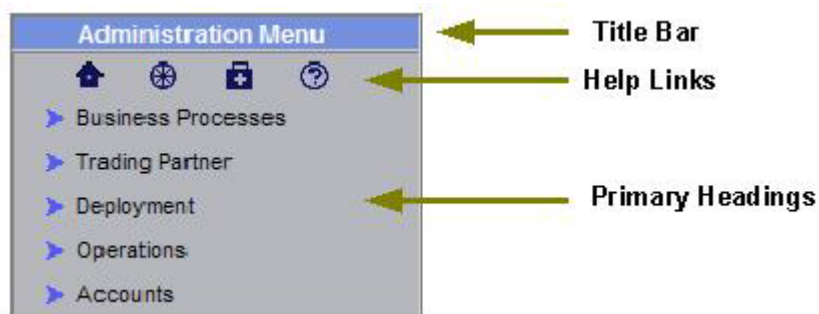 Administration Menu
Title Bar
Help Links
Business Processes
Trading Partner
Deployment
Primary Headings
Operations
Accounts